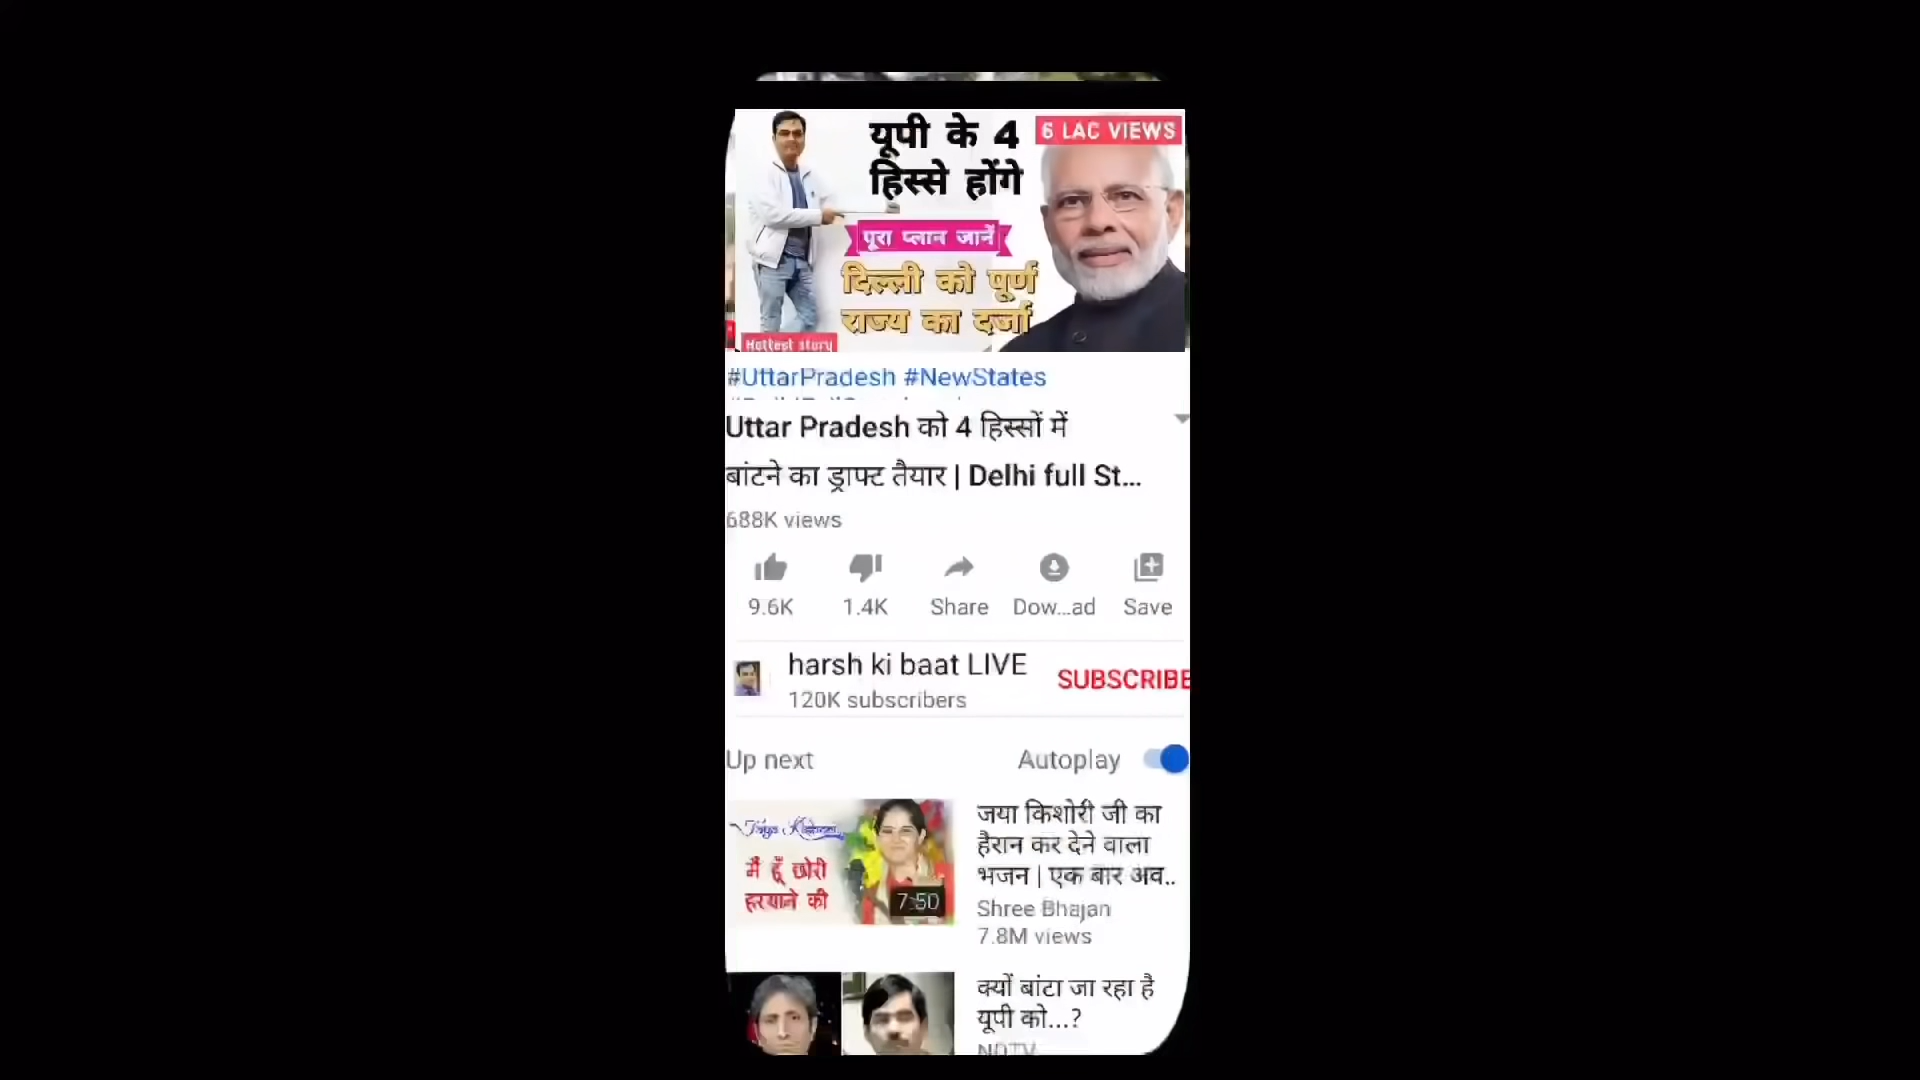 यूपी के 4
हिस्से होंगे
6 LAC VIEWS
पूरा प्लान जानें
दिल्ली को पूर्ण
राज्य का दर्जा
Hottest story
#UttarPradesh #NewStates
Uttar Pradesh को 4 हिस्सों में
बांटने का ड्राफ्ट तैयार | Delhi full St...
688K views
9.6K
1.4K
Share
Dow...ad
Save
harsh ki baat LIVE
120K subscribers
SUBSCRIBE
Up next
Autoplay
मैं हूँ छोरी
हरयाने की
7:50
जया किशोरी जी का
हैरान कर देने वाला
भजन | एक बार अव..
Shree Bhajan
7.8M views
क्यों बांटा जा रहा है
यूपी को...?
NDTV